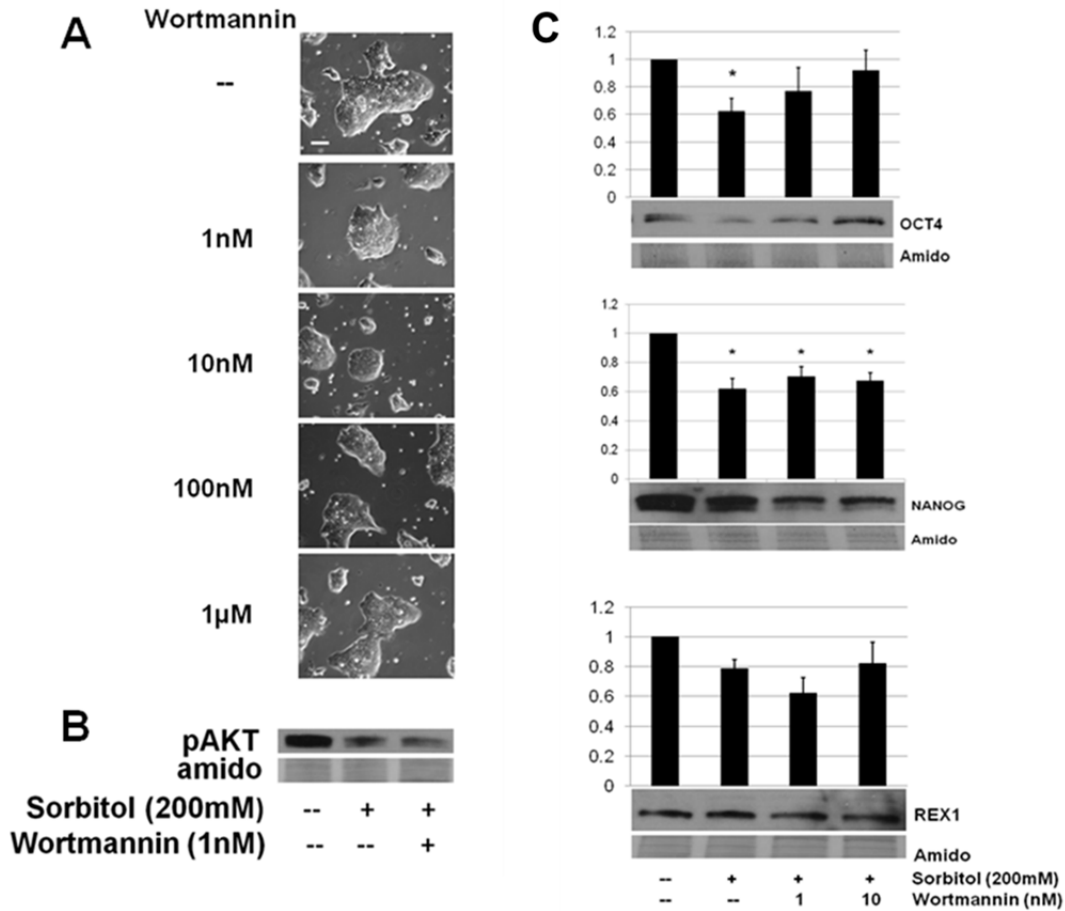 A
Wortmannin
--
1nM
10nM
100nM
1µM
B
pAKT
amido
Sorbitol (200mM) -- + +
Wortmannin (1nM) -- -- +
C
1.2
1
0.8
0.6
0.4
0.2
0
* 
OCT4
Amido
1.2
1
0.8
0.6
0.4
0.2
0
* * *
NANOG
Amido
1.2
1
0.8
0.6
0.4
0.2
0
REX1
Amido
-- + + + Sorbitol (200mM)
-- -- 1 10 Wortmannin (nM)